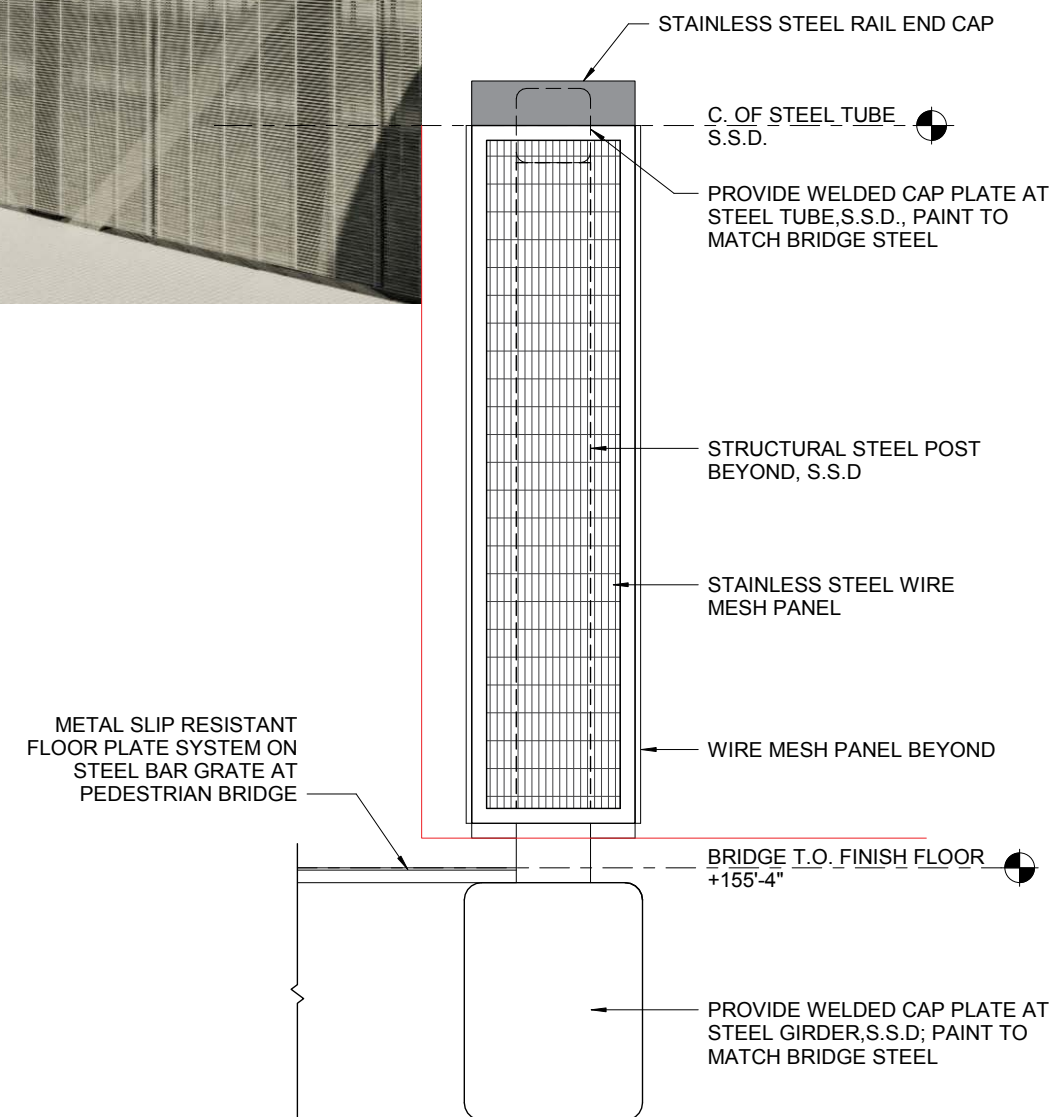 STAINLESS STEEL RAIL END CAP
C. OF STEEL TUBE
S.S.D.
PROVIDE WELDED CAP PLATE AT
STEEL TUBE,S.S.D., PAINT TO
MATCH BRIDGE STEEL
STRUCTURAL STEEL POST
BEYOND, S.S.D
STAINLESS STEEL WIRE
MESH PANEL
METAL SLIP RESISTANT
FLOOR PLATE SYSTEM ON
STEEL BAR GRATE AT
PEDESTRIAN BRIDGE
WIRE MESH PANEL BEYOND
BRIDGE T.O. FINISH FLOOR
+155'-4"
PROVIDE WELDED CAP PLATE AT
STEEL GIRDER,S.S.D; PAINT TO
MATCH BRIDGE STEEL